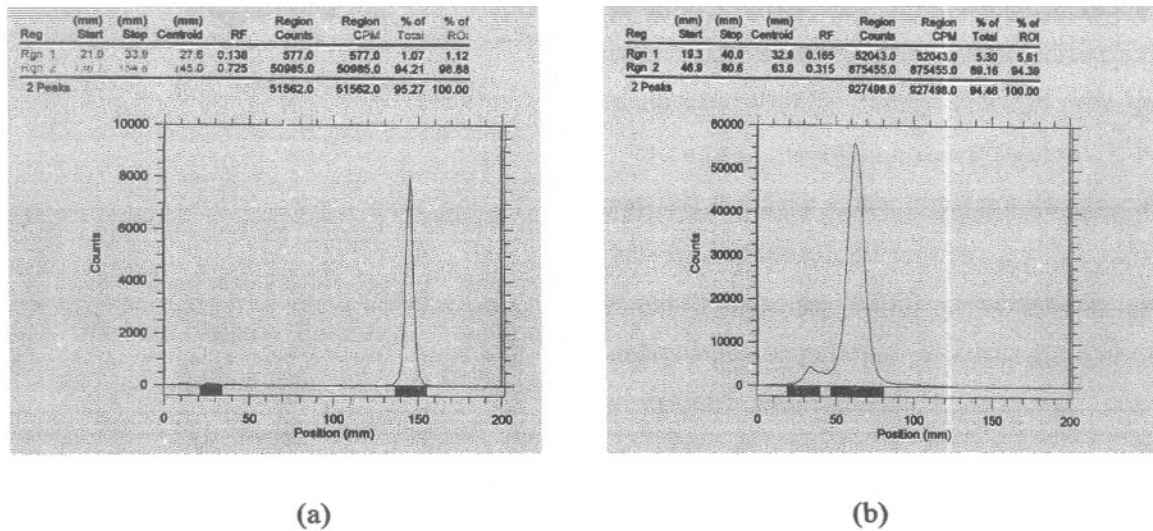 (mm) (mm) (mm) Region Region % of % of
Reg Start Stop Centroid RF Counts CPM Total ROI
Rgn 1 21.0 33.9 27.6 0.138 577.0 577.0 1.07 1.12
Rgn 2 145.0 0.725 50985.0 50985.0 94.21 98.88
2 Peaks 51562.0 51562.0 95.27 100.00
10000
8000
6000
4000
2000
0
Counts
0 50 100 150 200
Position (mm)
(a)
(mm) (mm) (mm) Region Region % of % of
Reg Start Stop Centroid RF Counts CPM Total ROI
Rgn 1 19.3 40.0 32.9 0.165 52043.0 52043.0 5.30 5.61
Rgn 2 46.9 80.6 63.0 0.315 875455.0 875455.0 89.16 94.39
2 Peaks 927498.0 927498.0 94.46 100.00
60000
50000
40000
30000
20000
10000
0
Counts
0 50 100 150 200
Position (mm)
(b)